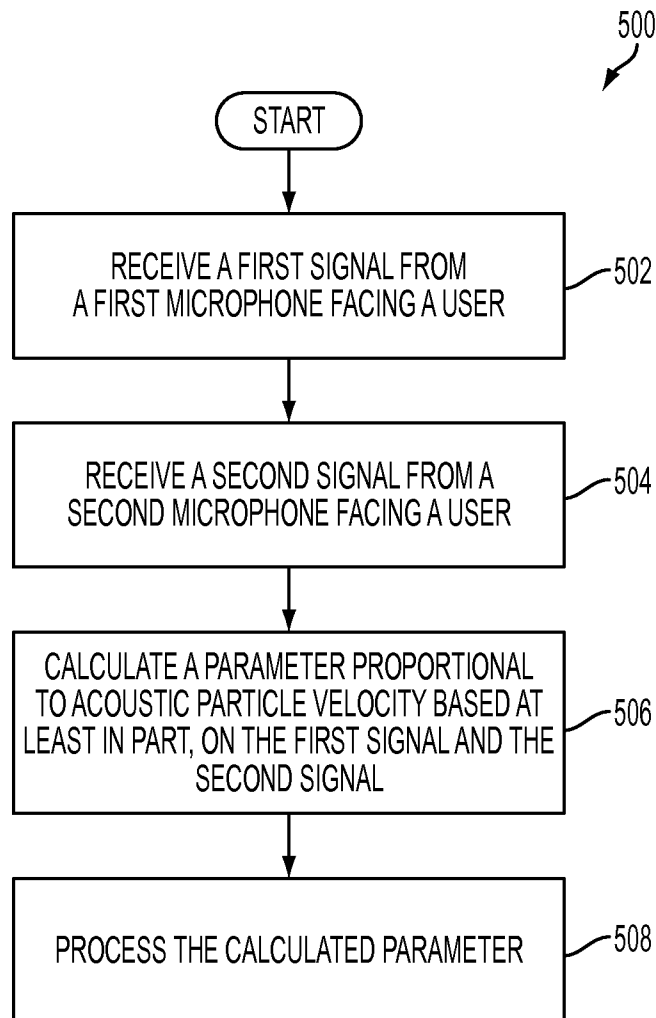 500
START
RECEIVE A FIRST SIGNAL FROM
A FIRST MICROPHONE FACING A USER
502
RECEIVE A SECOND SIGNAL FROM A
SECOND MICROPHONE FACING A USER
504
CALCULATE A PARAMETER PROPORTIONAL
TO ACOUSTIC PARTICLE VELOCITY BASED AT
LEAST IN PART, ON THE FIRST SIGNAL AND THE
SECOND SIGNAL
506
PROCESS THE CALCULATED PARAMETER
508